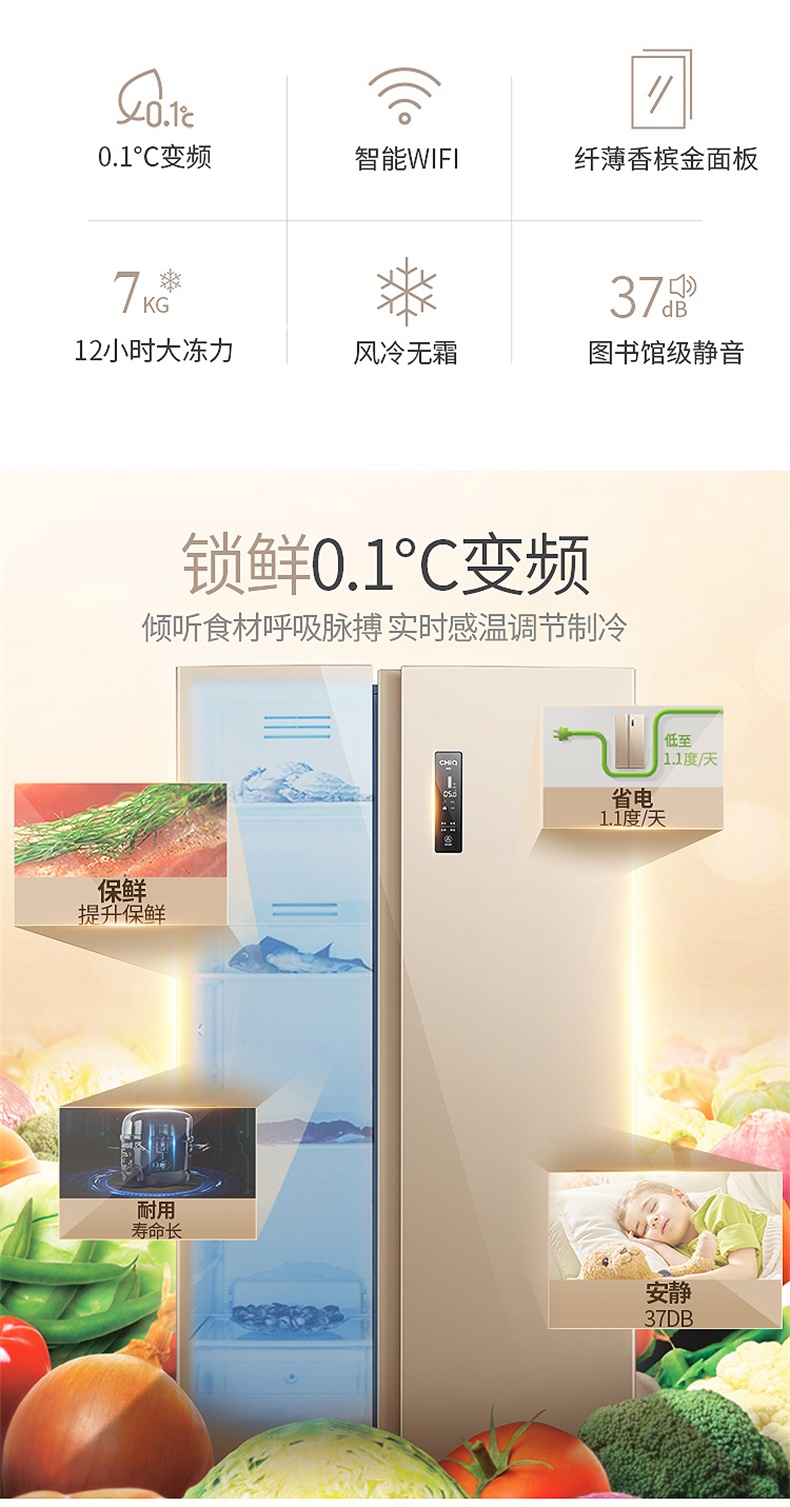 0.1℃
0.1°C变频
智能WIFI
纤薄香槟金面板
7KG
12小时大冻力
风冷无霜
37dB
图书馆级静音
锁鲜0.1°C变频
倾听食材呼吸脉搏 实时感温调节制冷
CHiQ
低至
1.1度/天
省电
1.1度/天
保鲜
提升保鲜
耐用
寿命长
安静
37DB